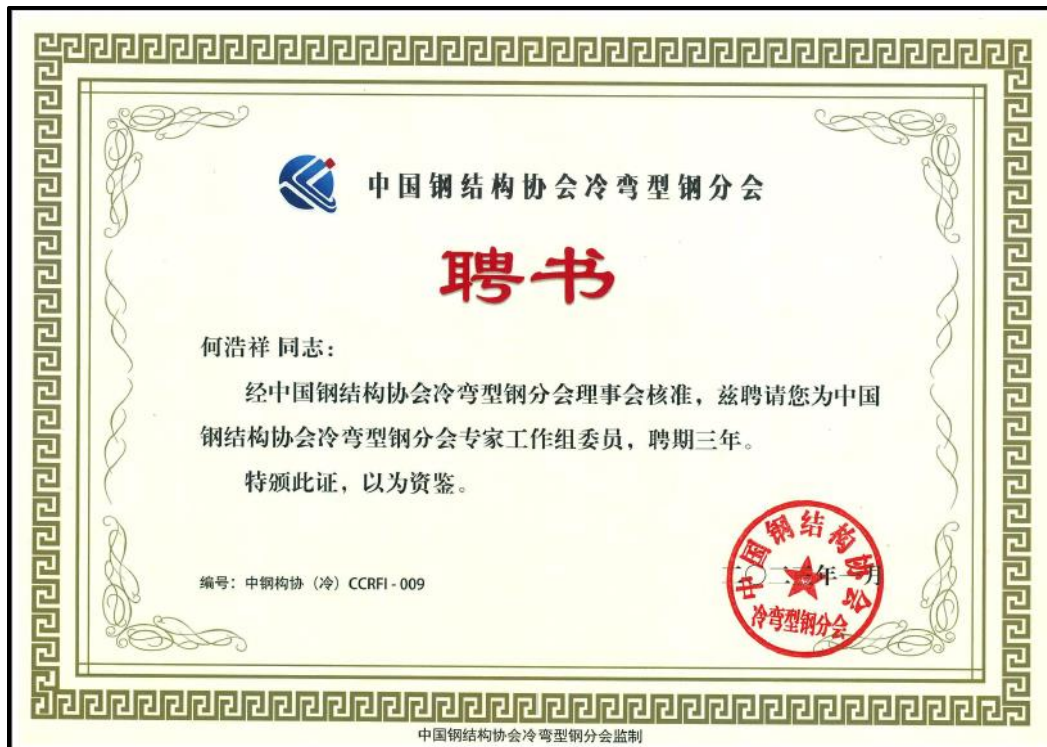 中国钢结构协会冷弯型钢分会
聘书
何浩祥 同志：
经中国钢结构协会冷弯型钢分会理事会核准，兹聘请您为中国
钢结构协会冷弯型钢分会专家工作组委员，聘期三年。
特颁此证，以为资鉴。
中国钢结构协会
冷弯型钢分会
编号：中钢构协（冷）CCRFI - 009
中国钢结构协会冷弯型钢分会监制